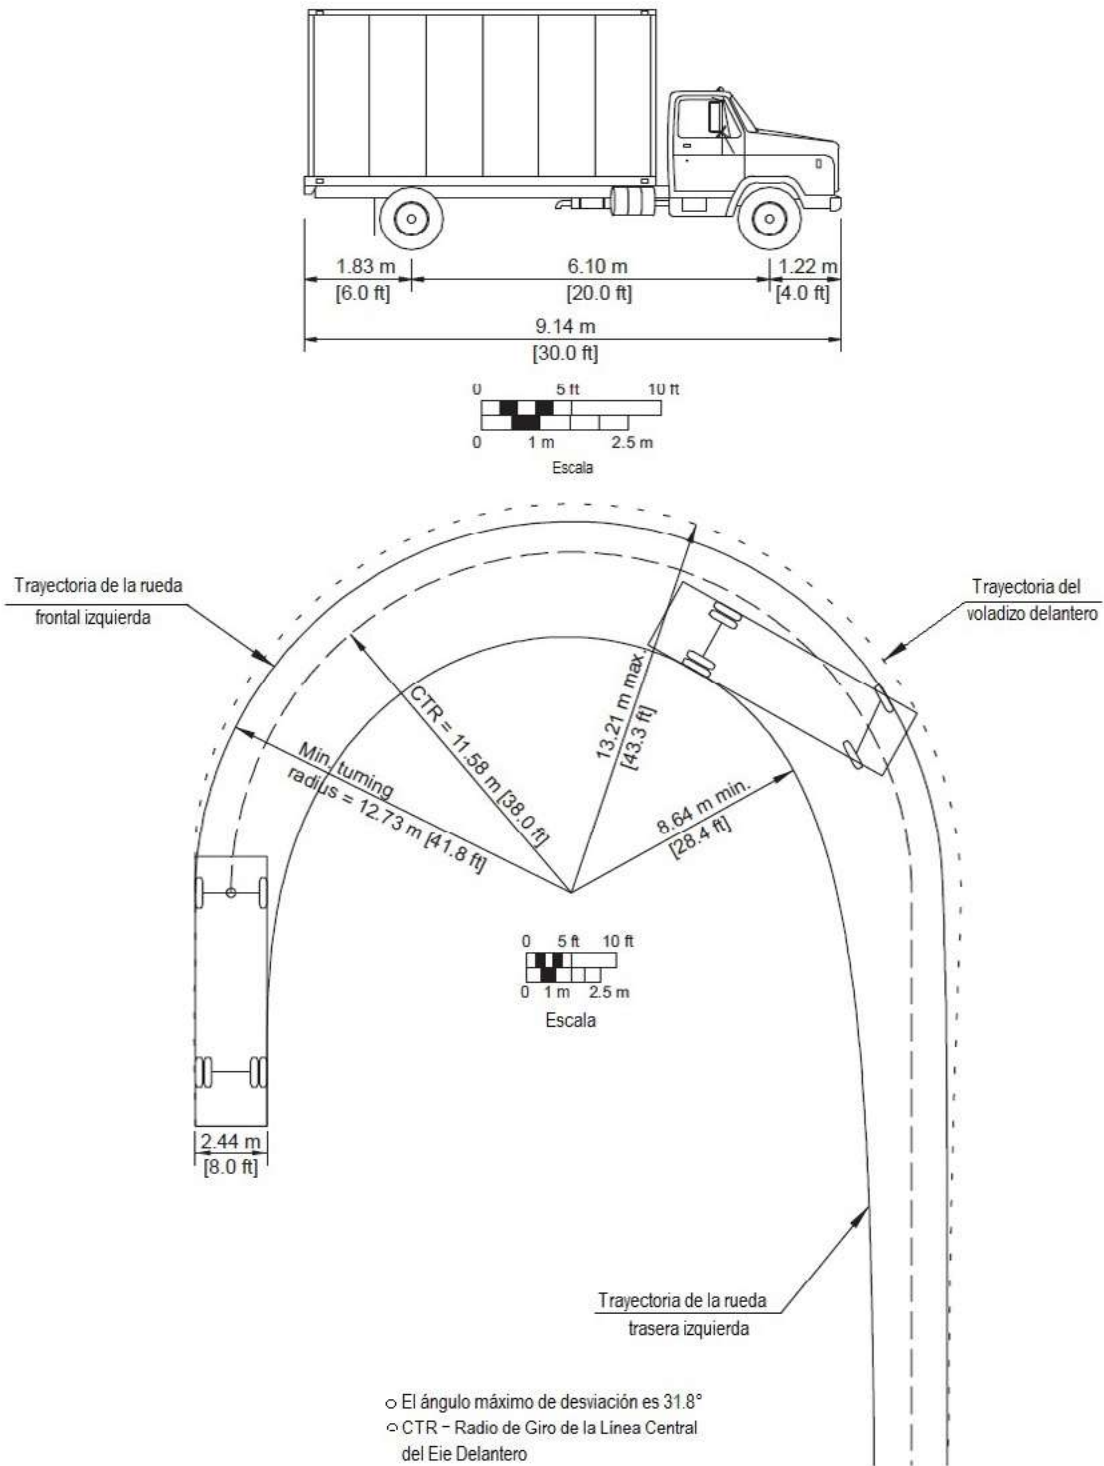 1.83 m
[6.0 ft]
6.10 m
[20.0 ft]
1.22 m
[4.0 ft]
9.14 m
[30.0 ft]
0 5 ft 10 ft
0 1 m 2.5 m
Escala
Trayectoria de la rueda
frontal izquierda
Trayectoria del
voladizo delantero
CTR = 11.58 m [38.0 ft]
Min. turning
radius = 12.73 m [41.8 ft]
13.21 m max.
[43.3 ft]
8.64 m min.
[28.4 ft]
0 5 ft 10 ft
0 1 m 2.5 m
Escala
2.44 m
[8.0 ft]
Trayectoria de la rueda
trasera izquierda
El ángulo máximo de desviación es 31.8°
CTR – Radio de Giro de la Línea Central
del Eie Delantero